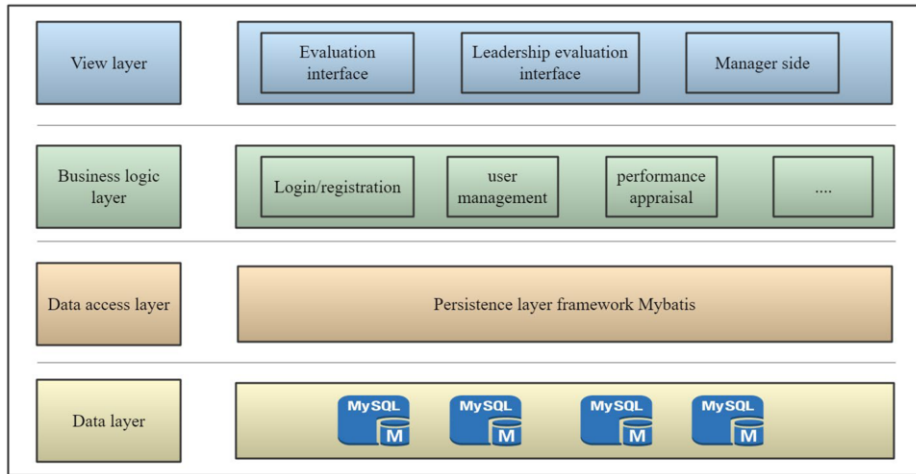 View layer
Evaluation
interface
Leadership evaluation
interface
Manager side
Business logic
layer
Login/registration
user
management
performance
appraisal
....
Data access layer
Persistence layer framework Mybatis
Data layer
MySQL
M
MySQL
M
MySQL
M
MySQL
M